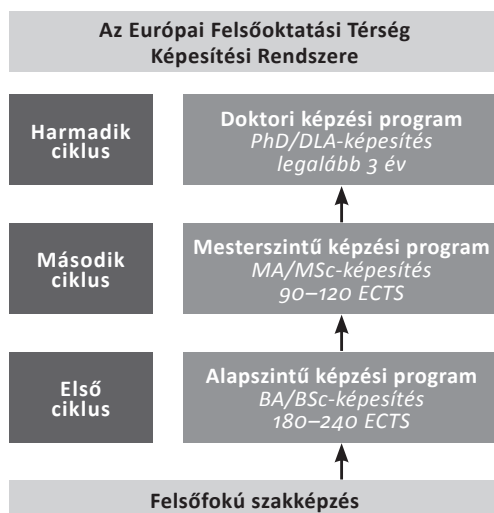 Az Európai Felsőoktatási Térség
Képesítési Rendszere
Harmadik
ciklus
Doktori képzési program
PhD/DLA-képesítés
legalább 3 év
Második
ciklus
Mesterszintű képzési program
MA/MSc-képesítés
90–120 ECTS
Első
ciklus
Alapszintű képzési program
BA/BSc-képesítés
180–240 ECTS
Felsőfokú szakképzés